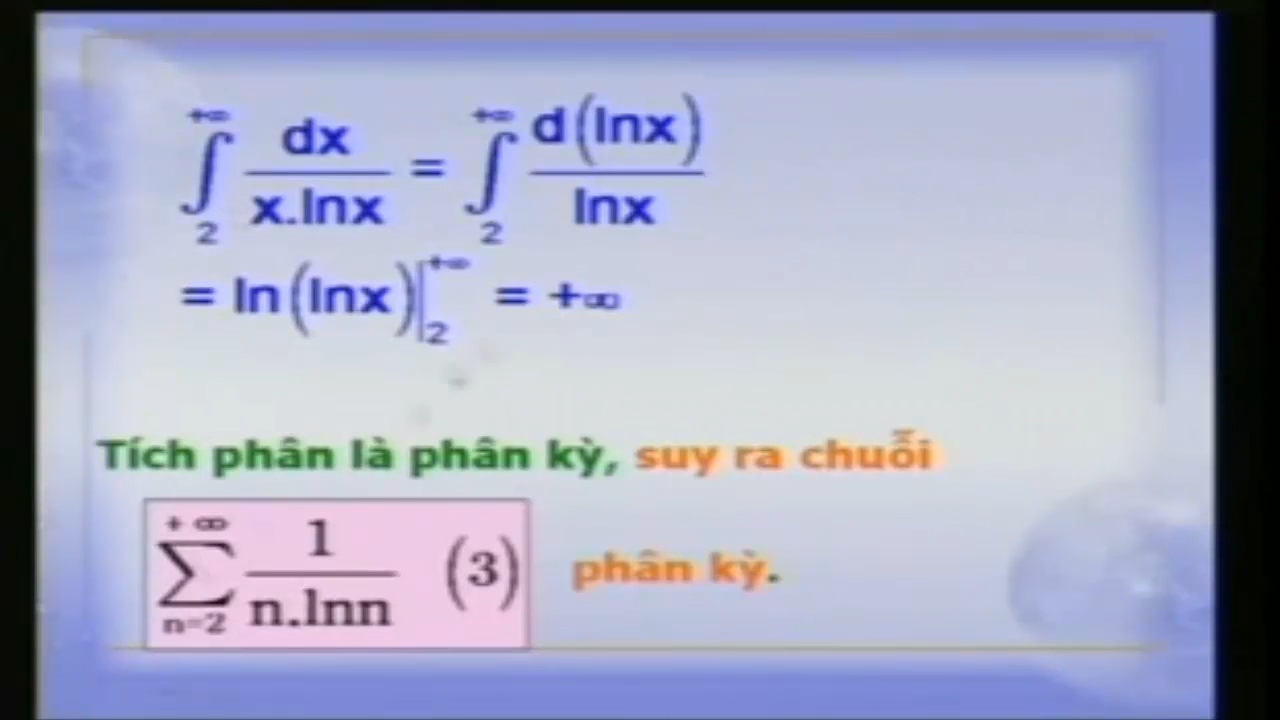 +∞∫2 dx/x.lnx = +∞∫2 d(lnx)/lnx
= ln(lnx)|2+∞ = +∞
Tích phân là phân kỳ, suy ra chuỗi
+∞∑n=2 1/n.lnn (3) phân kỳ.